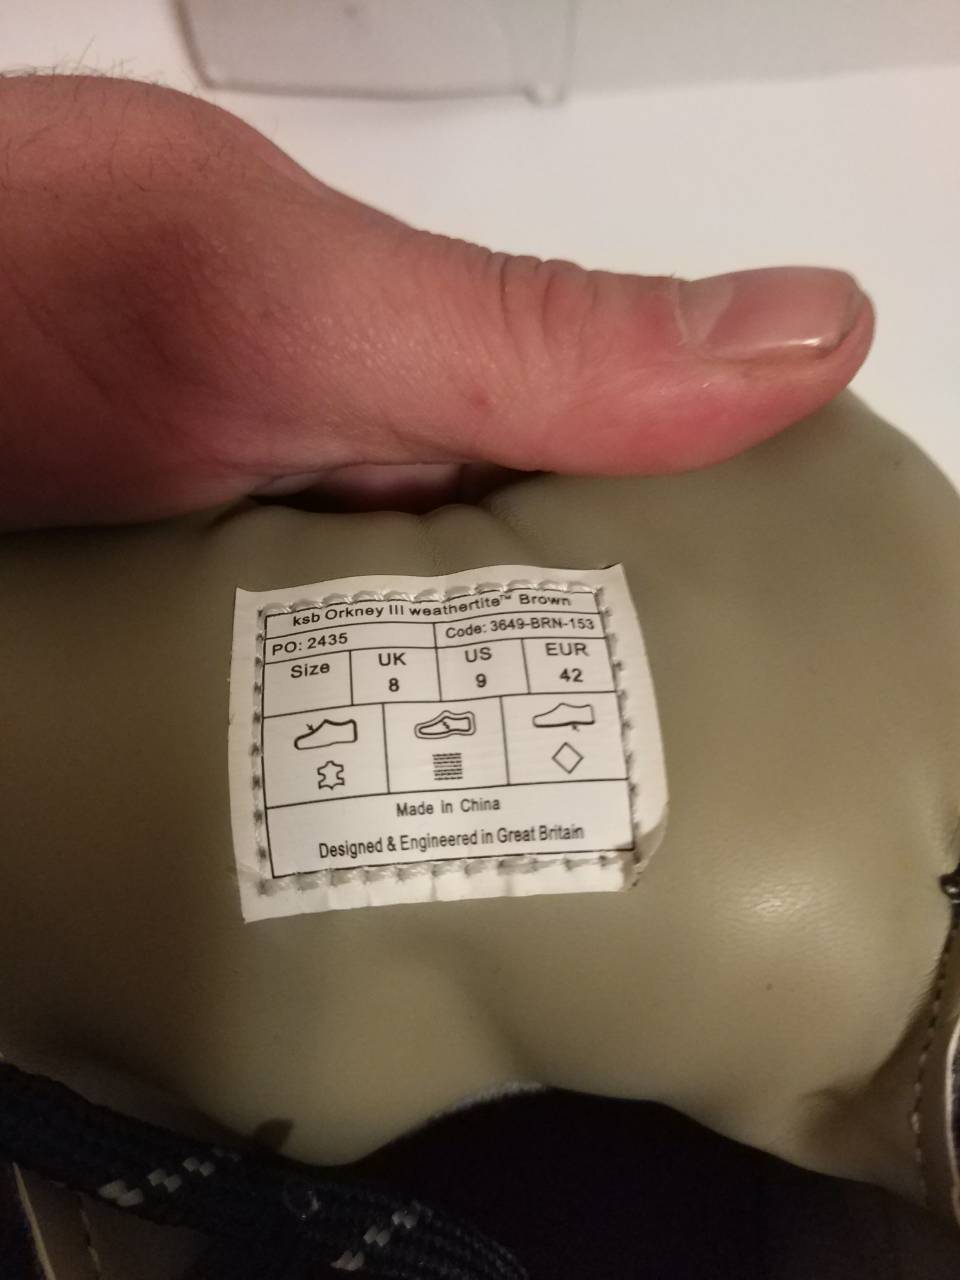 ksb Orkney III weathertite™ Brown
PO: 2435 Code: 3649-BRN-153
Size UK US EUR
8 9 42
Made in China
Designed & Engineered in Great Britain